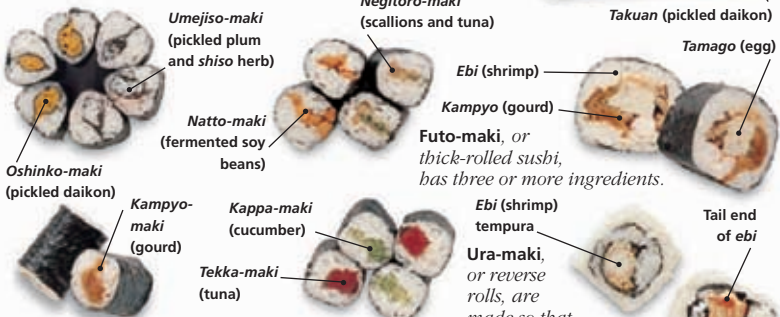 Negitoro-maki
(scallions and tuna)
Takuan (pickled daikon)
Umejiso-maki
(pickled plum
and shiso herb)
Tamago (egg)
Ebi (shrimp)
Kampyo (gourd)
Natto-maki
(fermented soy
beans)
Futo-maki, or
thick-rolled sushi,
has three or more ingredients.
Oshinko-maki
(pickled daikon)
Kampyo-
maki
(gourd)
Kappa-maki
(cucumber)
Tekka-maki
(tuna)
Ebi (shrimp)
tempura
Tail end
of ebi
Ura-maki,
or reverse
rolls, are
made so that